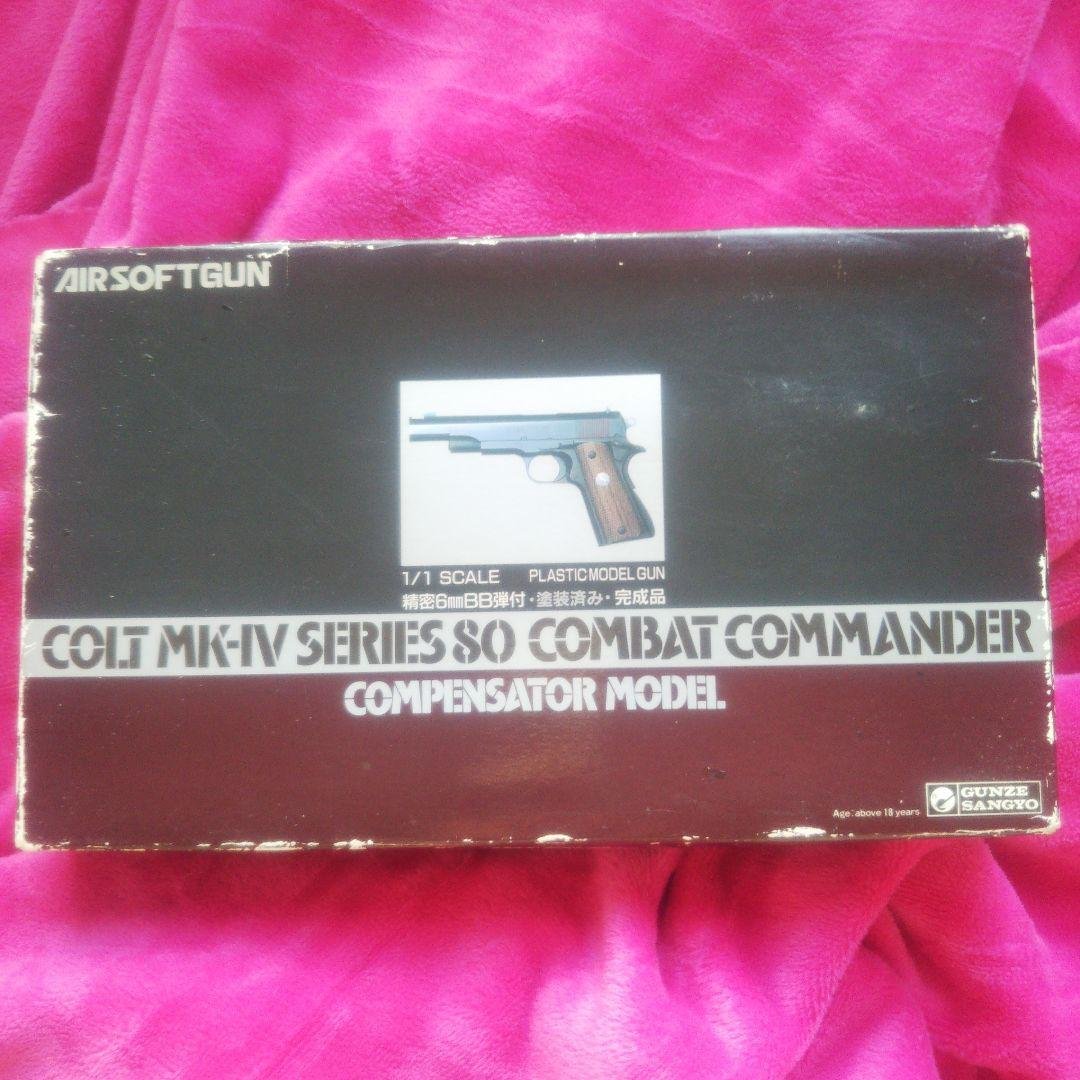 AIRSOFTGUN
1/1 SCALE PLASTIC MODEL GUN
精密6mmBB弾付・塗装済み・完成品
COLT MK-IV SERIES 80 COMBAT COMMANDER
COMPENSATOR MODEL
Age:above 18 years
GUNZE
SANGYO